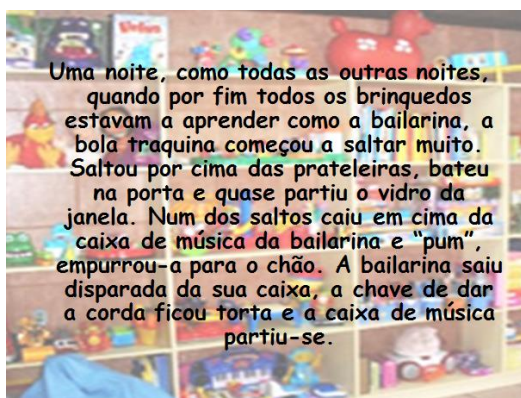 Uma noite, como todas as outras noites,
quando por fim todos os brinquedos
estavam a aprender como a bailarina, a
bola traquina começou a saltar muito.
Saltou por cima das prateleiras, bateu
na porta e quase partiu o vidro da
janela. Num dos saltos caiu em cima da
caixa de música da bailarina e “pum”,
empurrou-a para o chão. A bailarina saiu
disparada da sua caixa, a chave de dar
a corda ficou torta e a caixa de música
partiu-se.